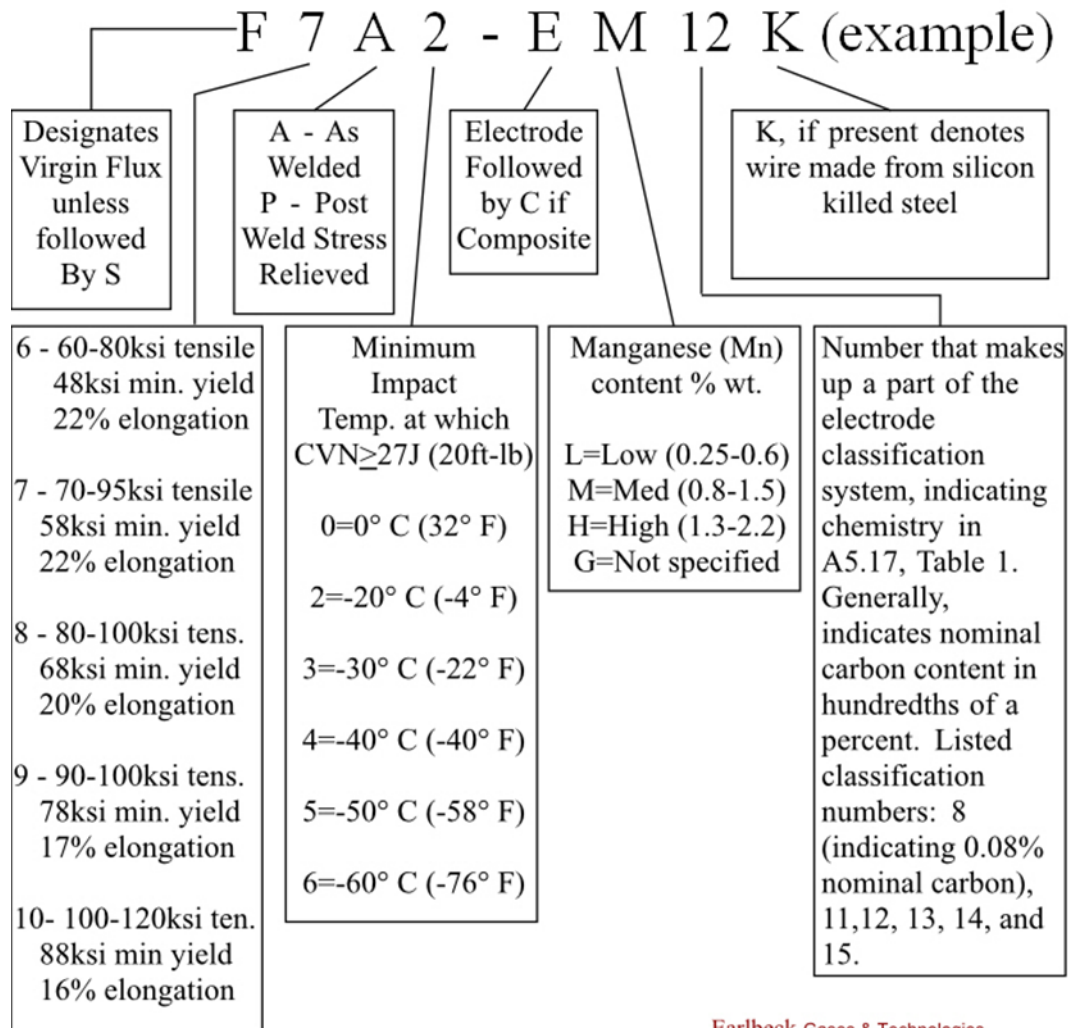 F 7 A 2 - E M 12 K (example)
Designates
Virgin Flux
unless
followed
By S
A - As
Welded
P - Post
Weld Stress
Relieved
Electrode
Followed
by C if
Composite
K, if present denotes
wire made from silicon
killed steel
6 - 60-80ksi tensile
48ksi min. yield
22% elongation
7 - 70-95ksi tensile
58ksi min. yield
22% elongation
8 - 80-100ksi tens.
68ksi min. yield
20% elongation
9 - 90-100ksi tens.
78ksi min. yield
17% elongation
10- 100-120ksi ten.
88ksi min yield
16% elongation
Minimum
Impact
Temp. at which
CVN≥27J (20ft-lb)
0=0° C (32° F)
2=-20° C (-4° F)
3=-30° C (-22° F)
4=-40° C (-40° F)
5=-50° C (-58° F)
6=-60° C (-76° F)
Manganese (Mn)
content % wt.
L=Low (0.25-0.6)
M=Med (0.8-1.5)
H=High (1.3-2.2)
G=Not specified
Number that makes
up a part of the
electrode
classification
system, indicating
chemistry in
A5.17, Table 1.
Generally,
indicates nominal
carbon content in
hundredths of a
percent. Listed
classification
numbers: 8
(indicating 0.08%
nominal carbon),
11,12, 13, 14, and
15.
Earlbeck Gases & Technologies